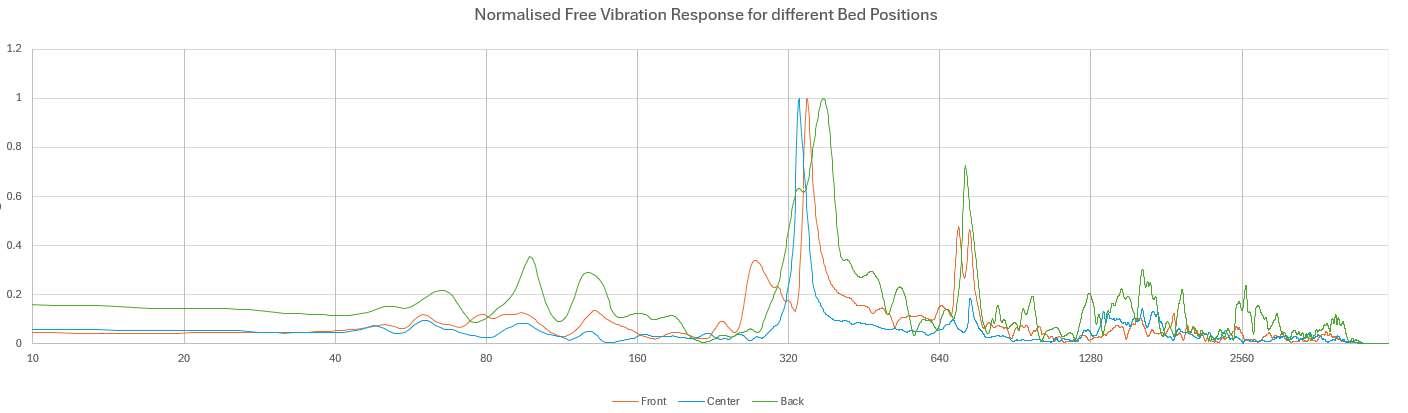 Normalised Free Vibration Response for different Bed Positions
1.2
1
0.8
0.6
0.4
0.2
0
10 20 40 80 160 320 640 1280 2560
Front Center Back